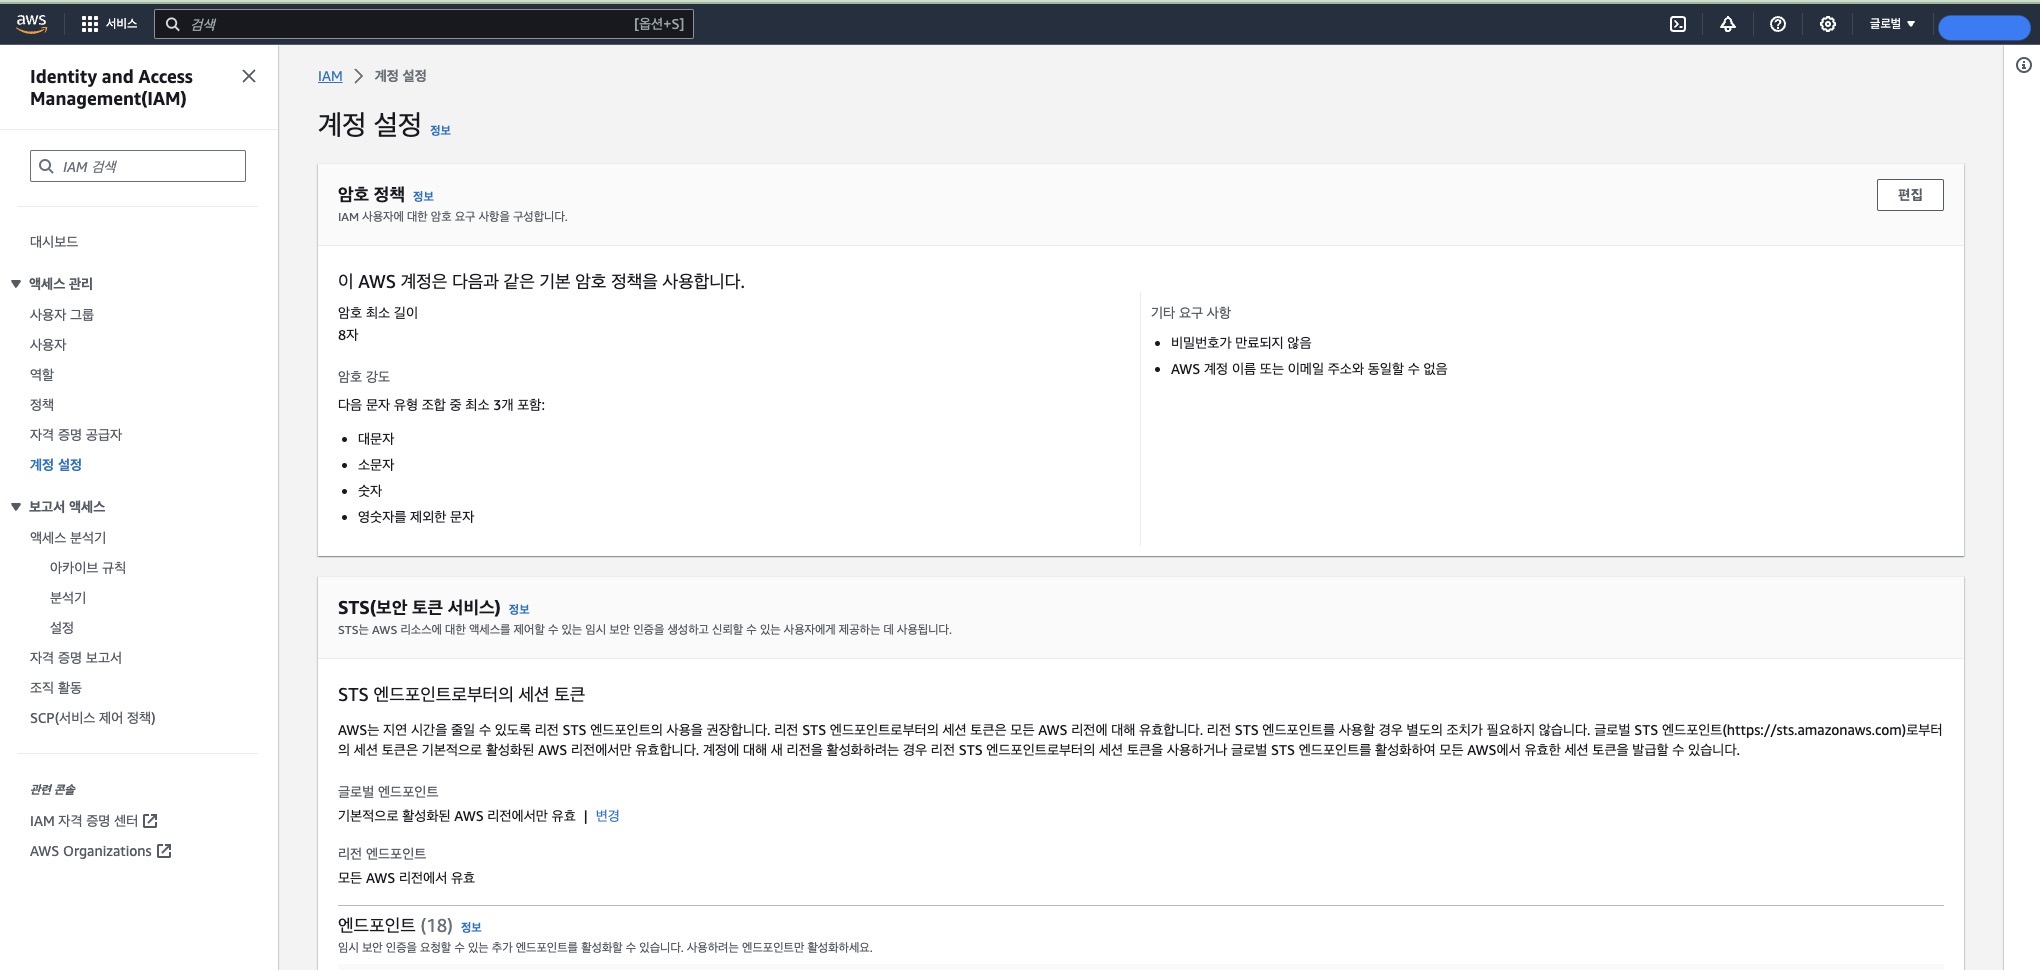 aws
서비스
검색
[옵션+S]
글로벌
Identity and Access
Management(IAM)
IAM 검색
대시보드
액세스 관리
사용자 그룹
사용자
역할
정책
자격 증명 공급자
계정 설정
보고서 액세스
액세스 분석기
아카이브 규칙
분석기
설정
자격 증명 보고서
조직 활동
SCP(서비스 제어 정책)
관련 콘솔
IAM 자격 증명 센터
AWS Organizations
IAM 계정 설정
계정 설정 정보
암호 정책 정보
IAM 사용자에 대한 암호 요구 사항을 구성합니다.
편집
이 AWS 계정은 다음과 같은 기본 암호 정책을 사용합니다.
암호 최소 길이
8자
암호 강도
다음 문자 유형 조합 중 최소 3개 포함:
• 대문자
• 소문자
• 숫자
• 영숫자를 제외한 문자
기타 요구 사항
• 비밀번호가 만료되지 않음
• AWS 계정 이름 또는 이메일 주소와 동일할 수 없음
STS(보안 토큰 서비스) 정보
STS는 AWS 리소스에 대한 액세스를 제어할 수 있는 임시 보안 인증을 생성하고 신뢰할 수 있는 사용자에게 제공하는 데 사용됩니다.
STS 엔드포인트로부터의 세션 토큰
AWS는 지연 시간을 줄일 수 있도록 리전 STS 엔드포인트의 사용을 권장합니다. 리전 STS 엔드포인트로부터의 세션 토큰은 모든 AWS 리전에 대해 유효합니다. 리전 STS 엔드포인트를 사용할 경우 별도의 조치가 필요하지 않습니다. 글로벌 STS 엔드포인트(https://sts.amazonaws.com)로부터
의 세션 토큰은 기본적으로 활성화된 AWS 리전에서만 유효합니다. 계정에 대해 새 리전을 활성화하려는 경우 리전 STS 엔드포인트로부터의 세션 토큰을 사용하거나 글로벌 STS 엔드포인트를 활성화하여 모든 AWS에서 유효한 세션 토큰을 발급할 수 있습니다.
글로벌 엔드포인트
기본적으로 활성화된 AWS 리전에서만 유효 | 변경
리전 엔드포인트
모든 AWS 리전에서 유효
엔드포인트 (18) 정보
임시 보안 인증을 요청할 수 있는 추가 엔드포인트를 활성화할 수 있습니다. 사용하려는 엔드포인트만 활성화하세요.